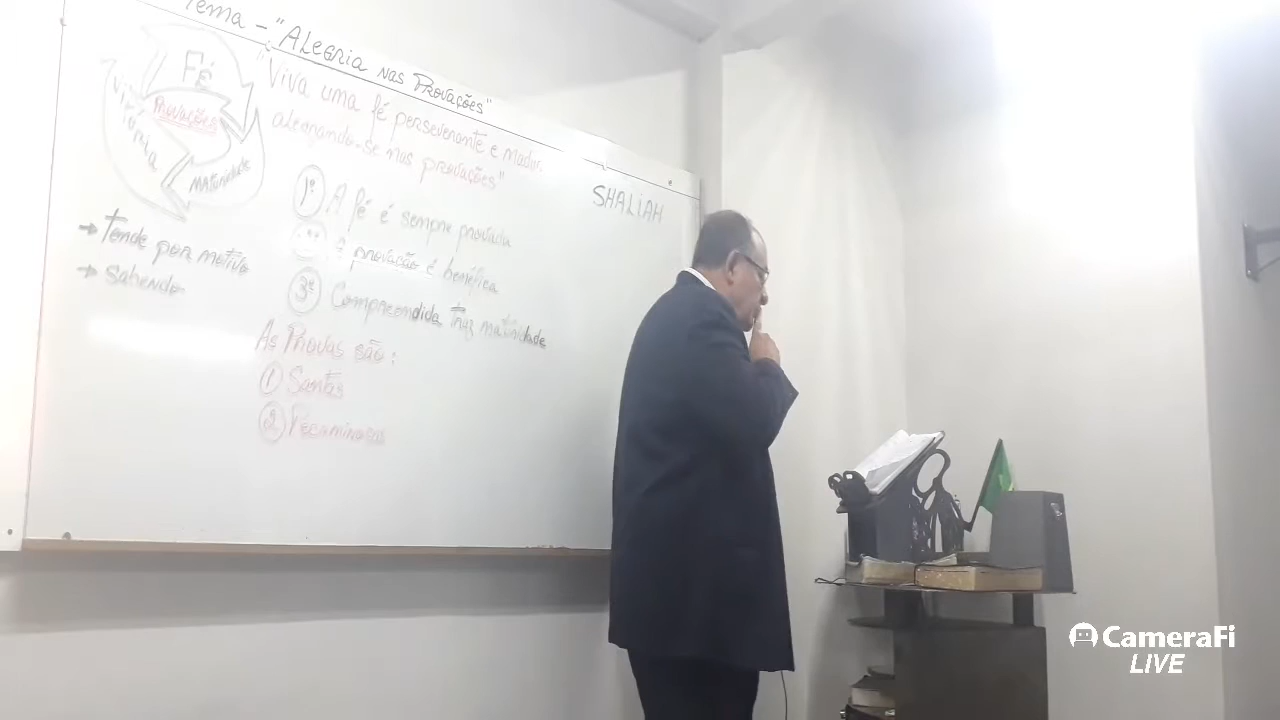 Tema - "Alegria nas Provações"
"Viva uma fé perseverante e madura
alegrando-se nas provações"
FÉ
Provações
Vitória
Maturidade
SHALIAH
1º A fé é sempre provada
2º A provação é benéfica
3º Compreendida traz maturidade
→ Tende por motivo
→ Sabendo
As Provas são:
1 Santas
2 Pecaminosas
CameraFi
LIVE